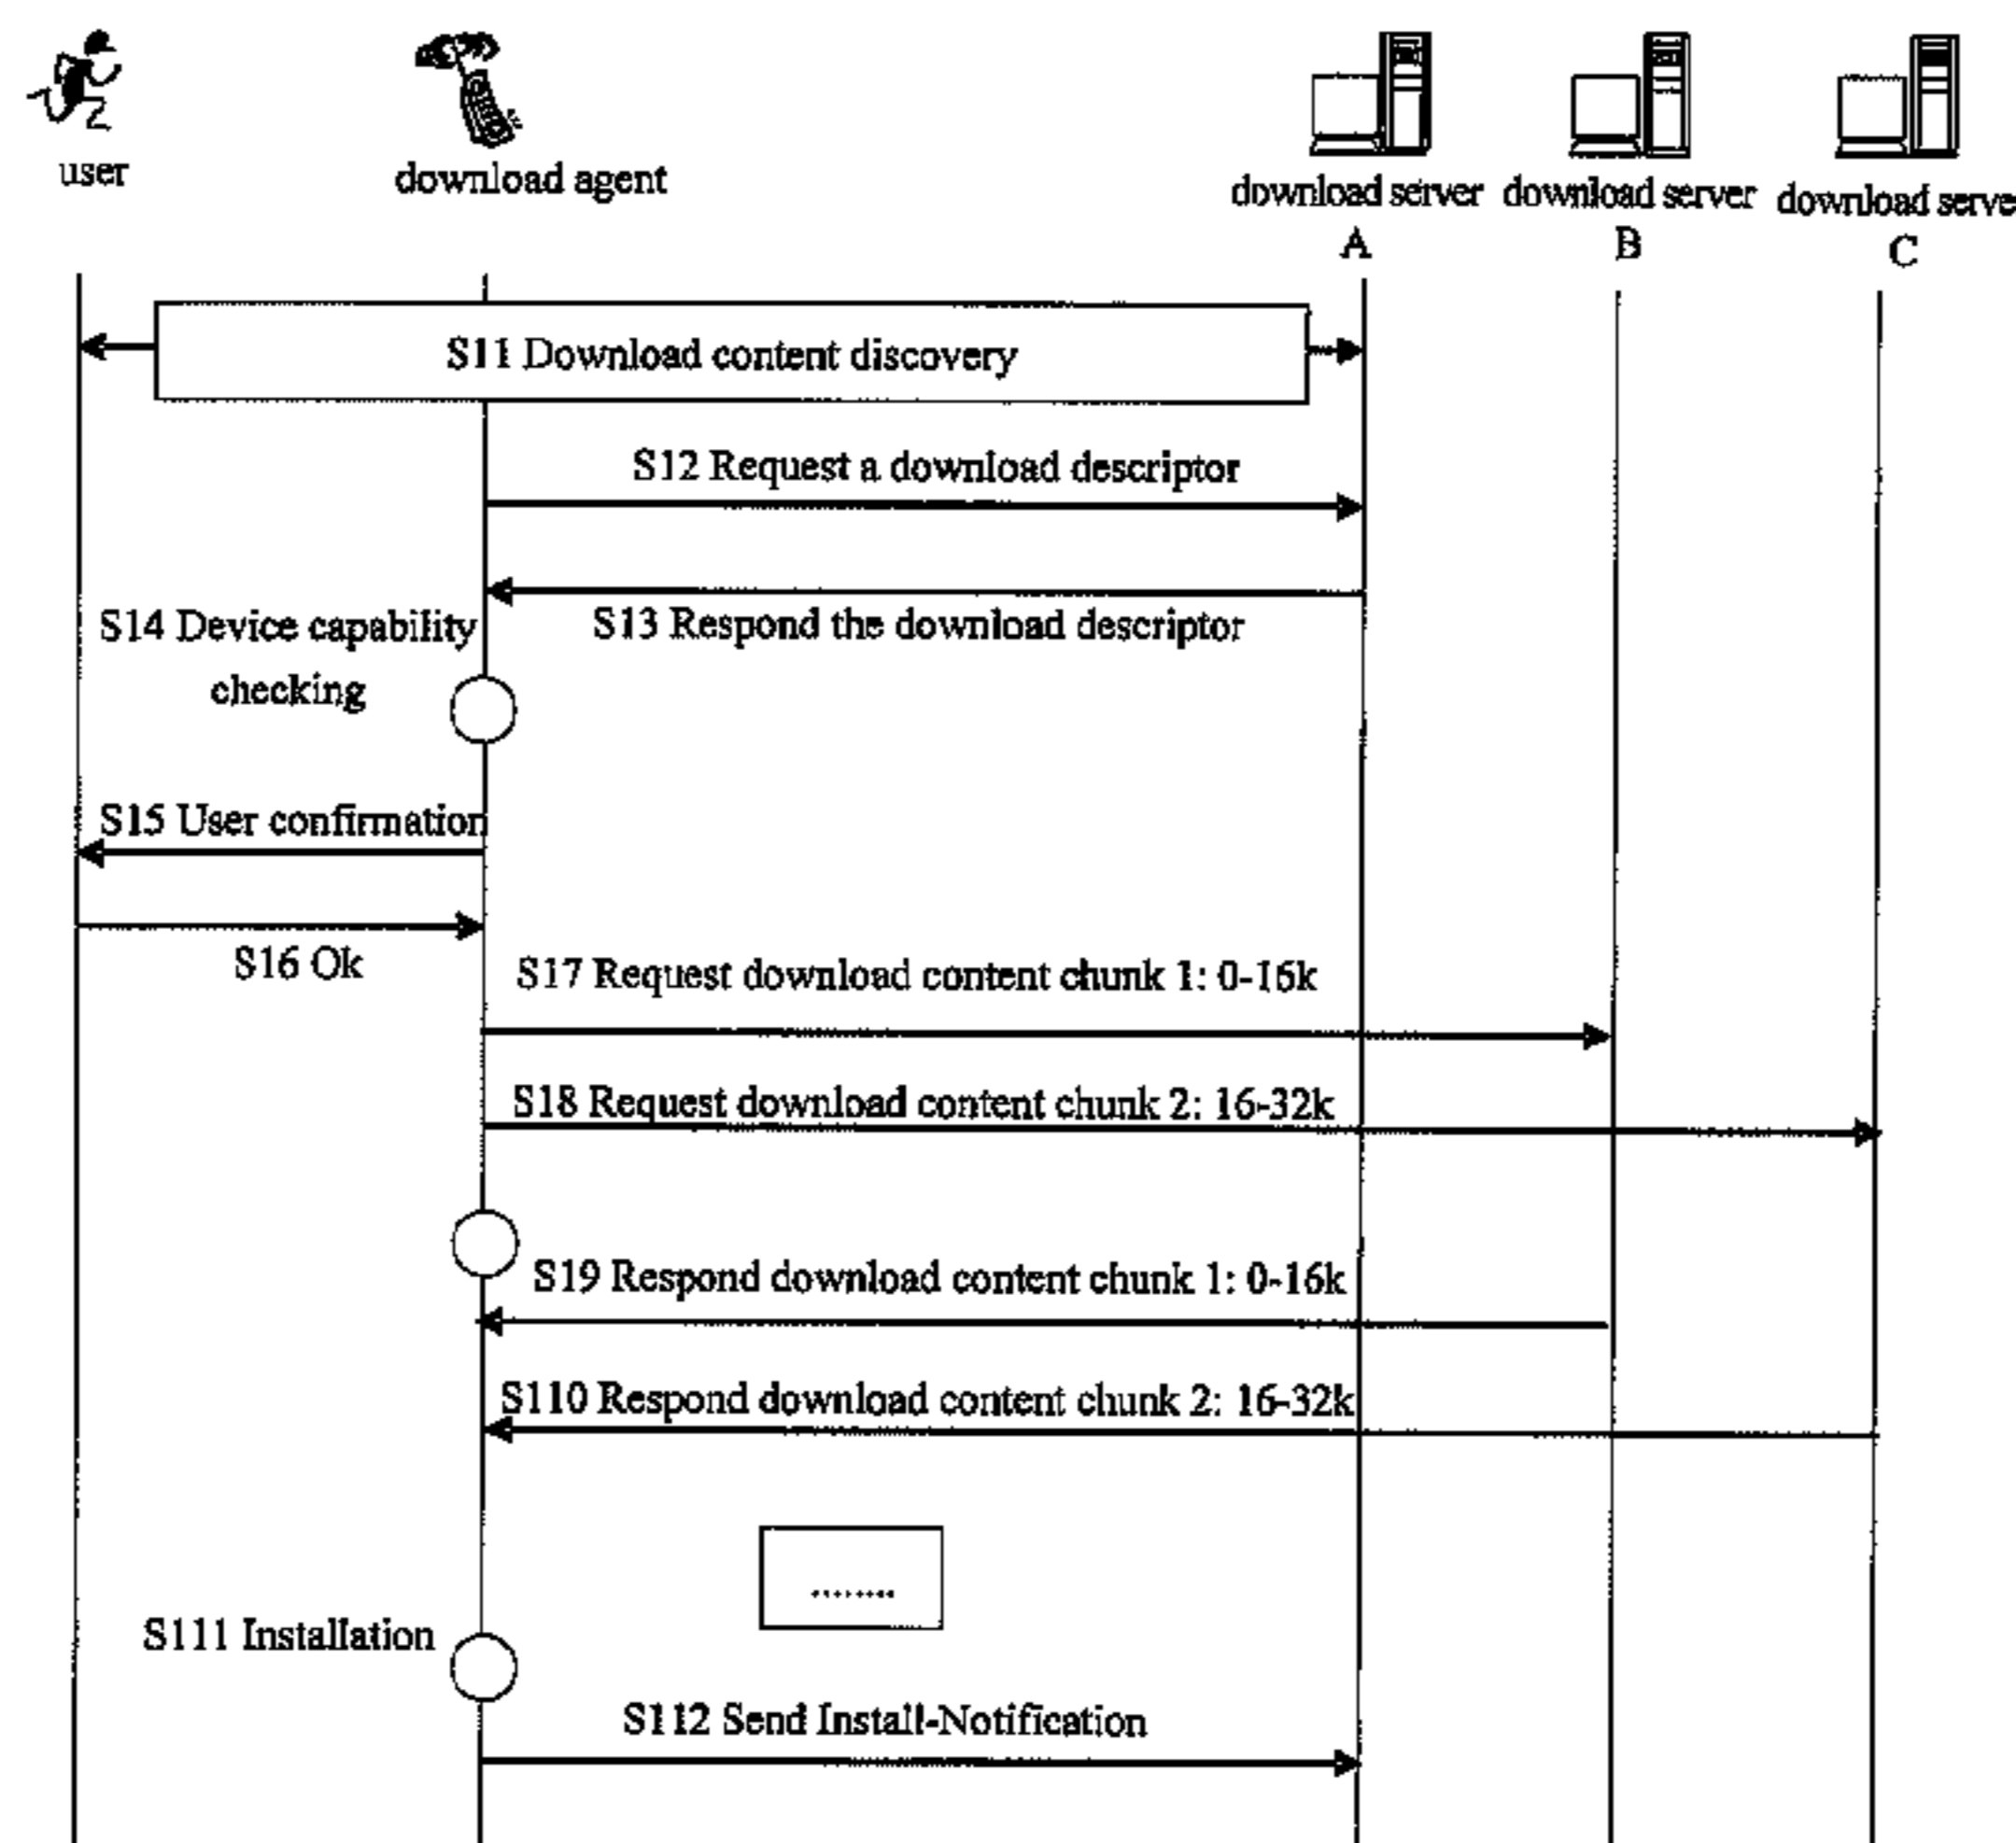 user
download agent
download server
A
download server
B
download serve
C
S11 Download content discovery
S12 Request a download descriptor
S13 Respond the download descriptor
S14 Device capability
checking
S15 User confirmation
S16 Ok
S17 Request download content chunk 1: 0-16k
S18 Request download content chunk 2: 16-32k
S19 Respond download content chunk 1: 0-16k
S110 Respond download content chunk 2: 16-32k
........
S111 Installation
S112 Send Install-Notification